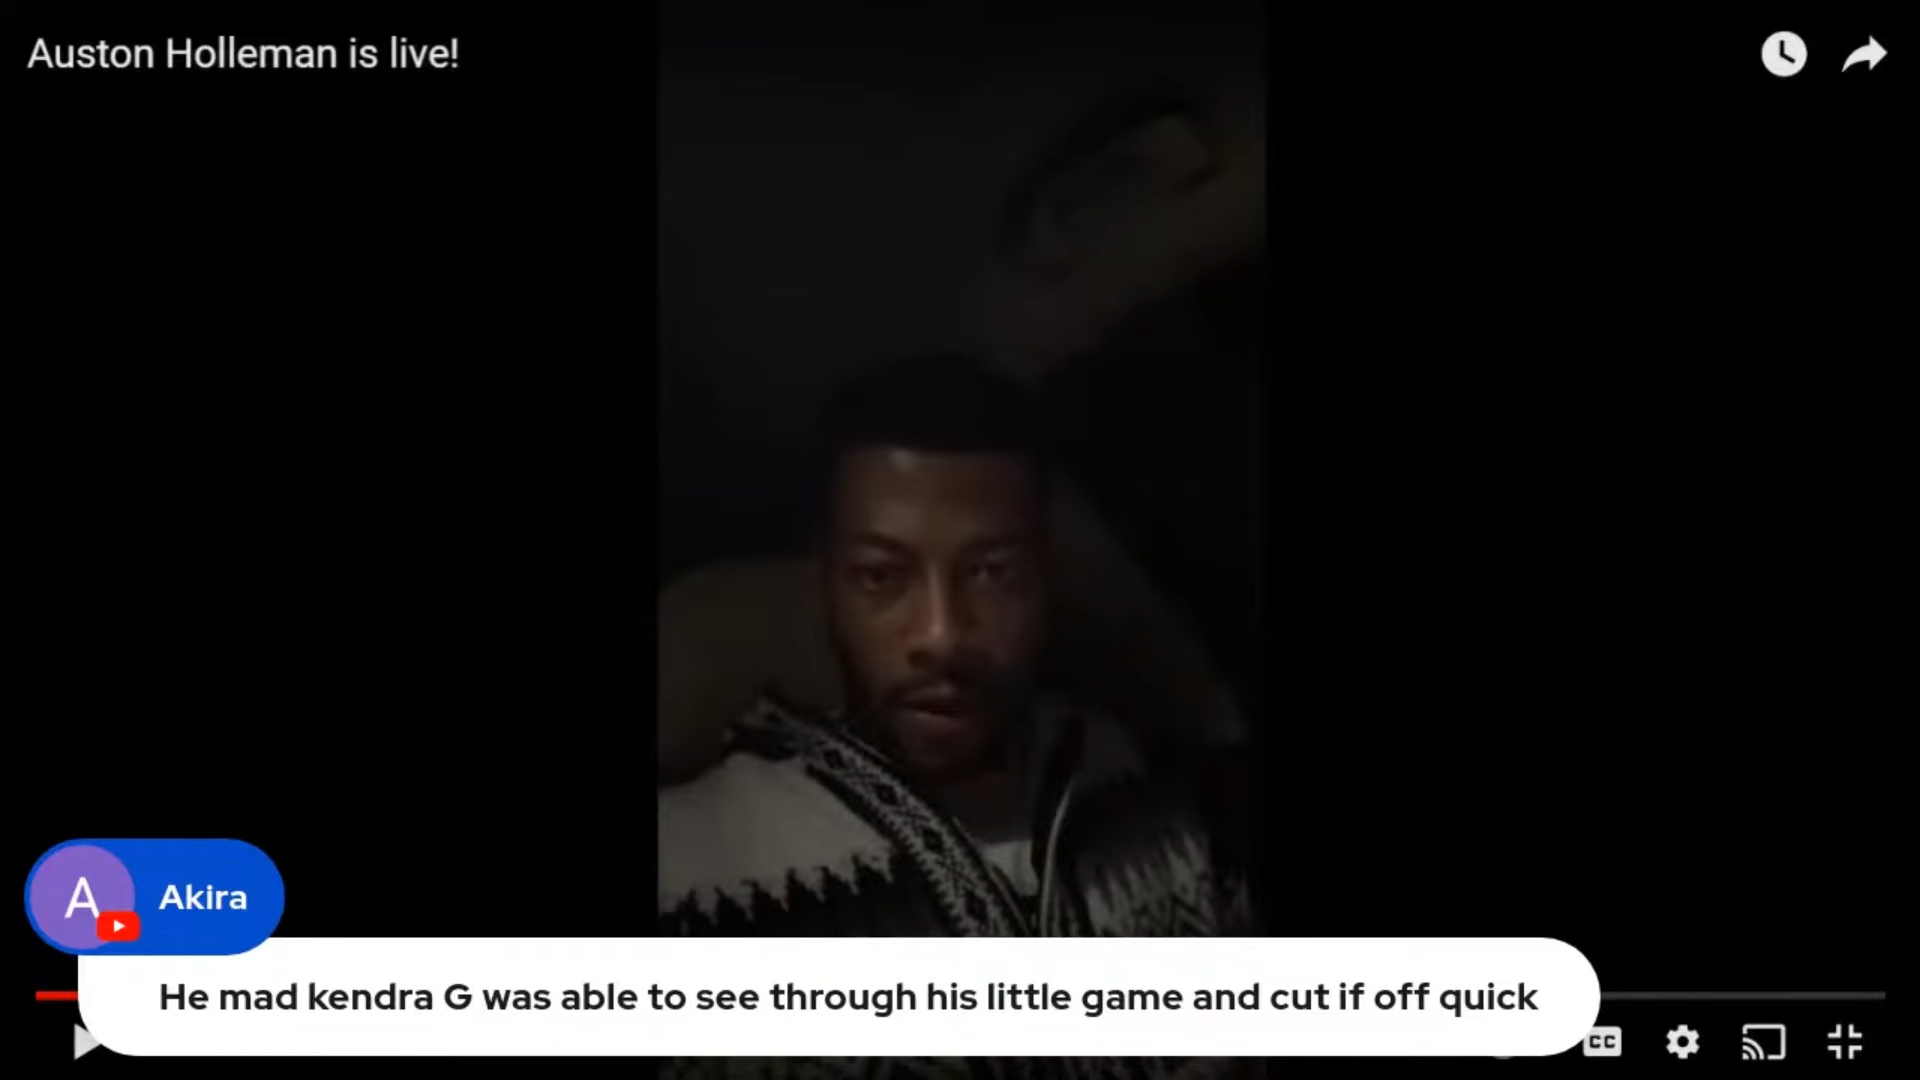 Auston Holleman is live!
A
Akira
He mad kendra G was able to see through his little game and cut if off quick
CC